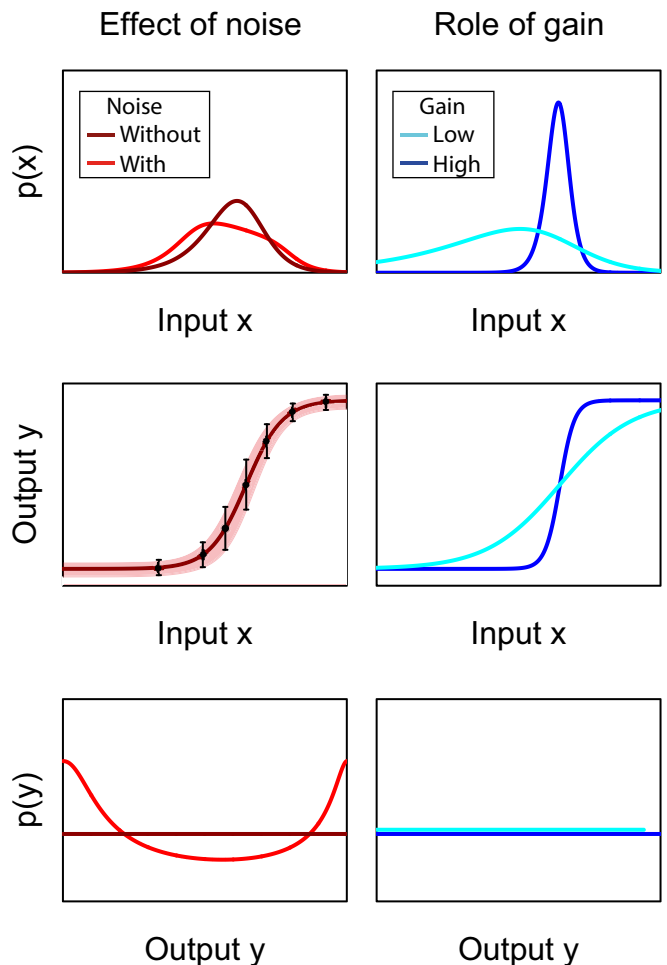 Effect of noise
Role of gain
p(x)
Noise
Without
With
Gain
Low
High
Input x
Input x
Output y
Input x
Input x
p(y)
Output y
Output y